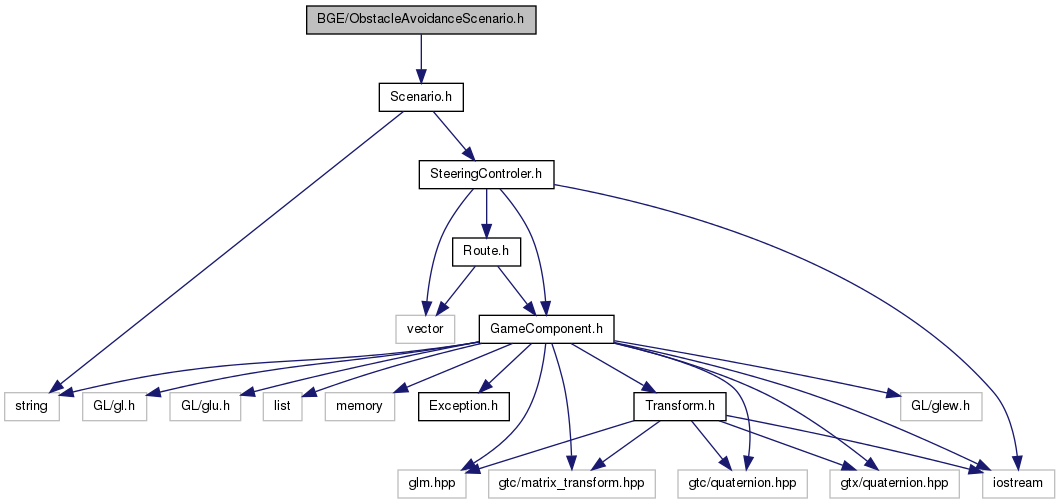 BGE/ObstacleAvoidanceScenario.h
Scenario.h
SteeringControler.h
Route.h
vector
GameComponent.h
string
GL/gl.h
GL/glu.h
list
memory
Exception.h
Transform.h
GL/glew.h
glm.hpp
gtc/matrix_transform.hpp
gtc/quaternion.hpp
gtx/quaternion.hpp
iostream